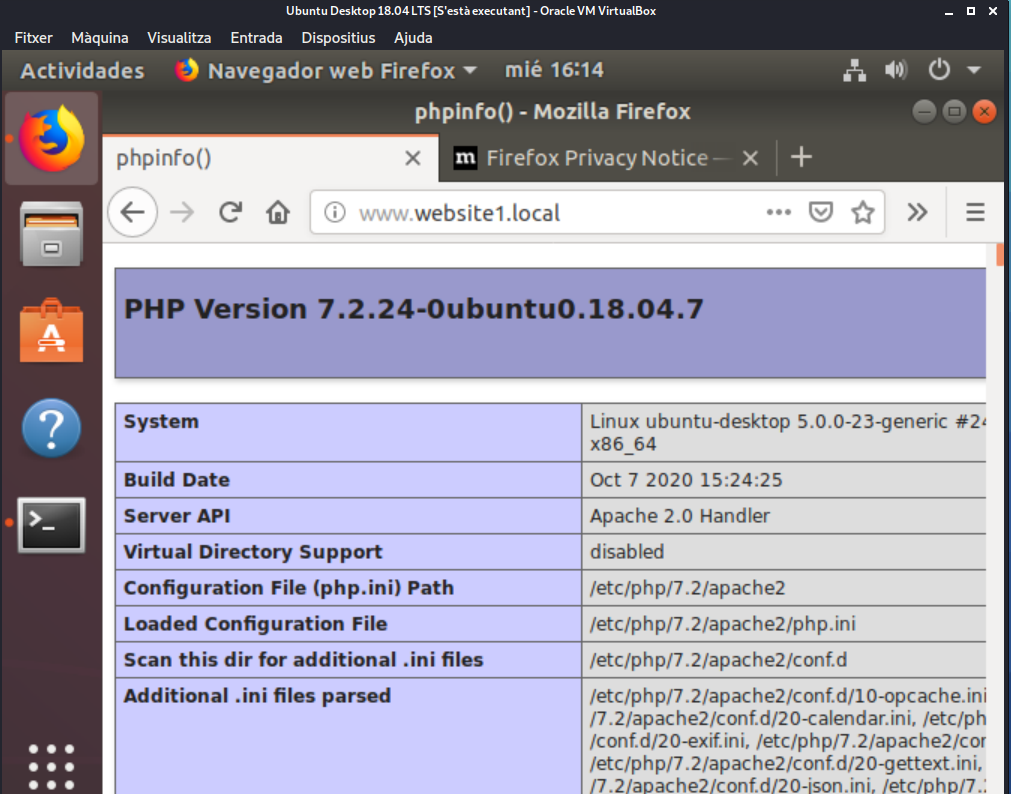 Ubuntu Desktop 18.04 LTS [S'està executant] - Oracle VM VirtualBox
Fitxer Màquina Visualitza Entrada Dispositius Ajuda
Actividades Navegador web Firefox mié 16:14
phpinfo() - Mozilla Firefox
phpinfo() m Firefox Privacy Notice —
www.website1.local
PHP Version 7.2.24-0ubuntu0.18.04.7
System Linux ubuntu-desktop 5.0.0-23-generic #24
x86_64
Build Date Oct 7 2020 15:24:25
Server API Apache 2.0 Handler
Virtual Directory Support disabled
Configuration File (php.ini) Path /etc/php/7.2/apache2
Loaded Configuration File /etc/php/7.2/apache2/php.ini
Scan this dir for additional .ini files /etc/php/7.2/apache2/conf.d
Additional .ini files parsed /etc/php/7.2/apache2/conf.d/10-opcache.ini
/7.2/apache2/conf.d/20-calendar.ini, /etc/ph
/conf.d/20-exif.ini, /etc/php/7.2/apache2/con
/etc/php/7.2/apache2/conf.d/20-gettext.ini,
/7.2/apache2/conf.d/20-json.ini, /etc/php/7.